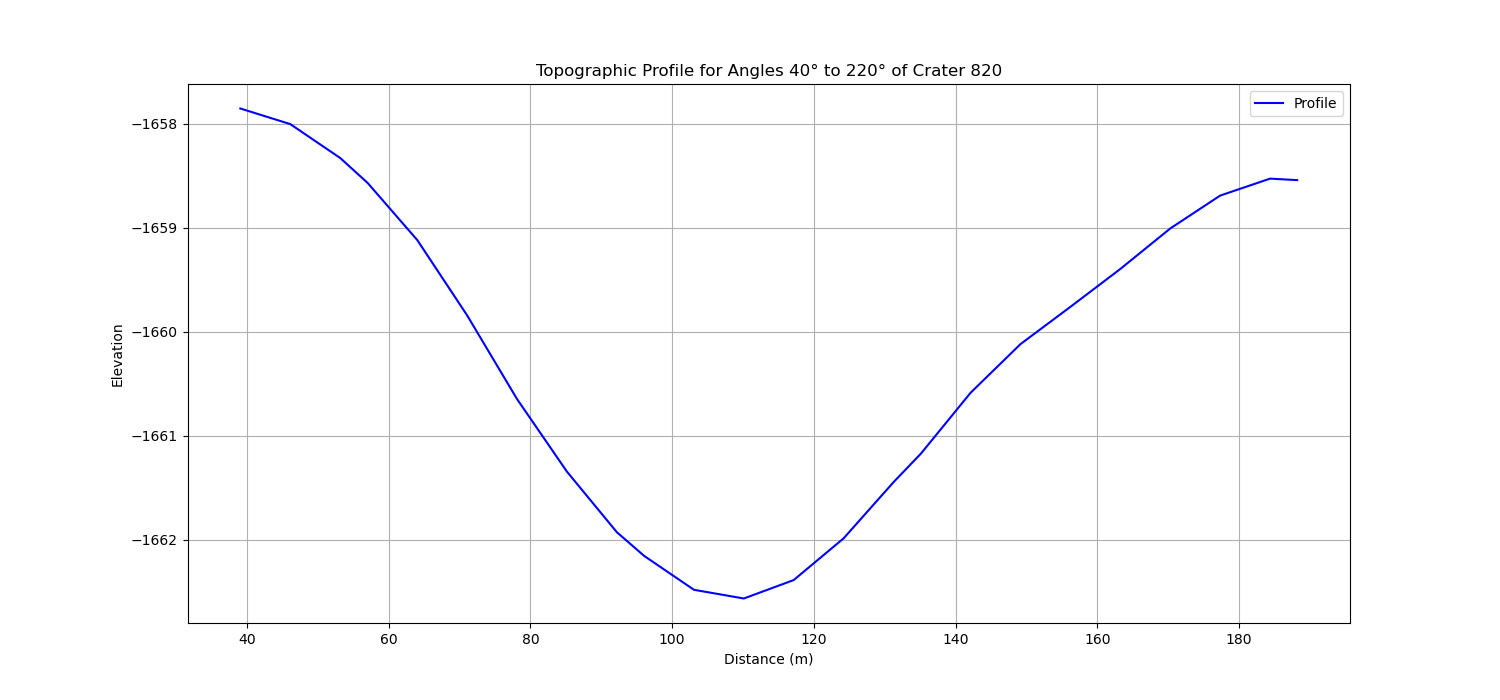 Topographic Profile for Angles 40° to 220° of Crater 820
Profile
−1658
−1659
−1660
−1661
−1662
Elevation
40 60 80 100 120 140 160 180
Distance (m)